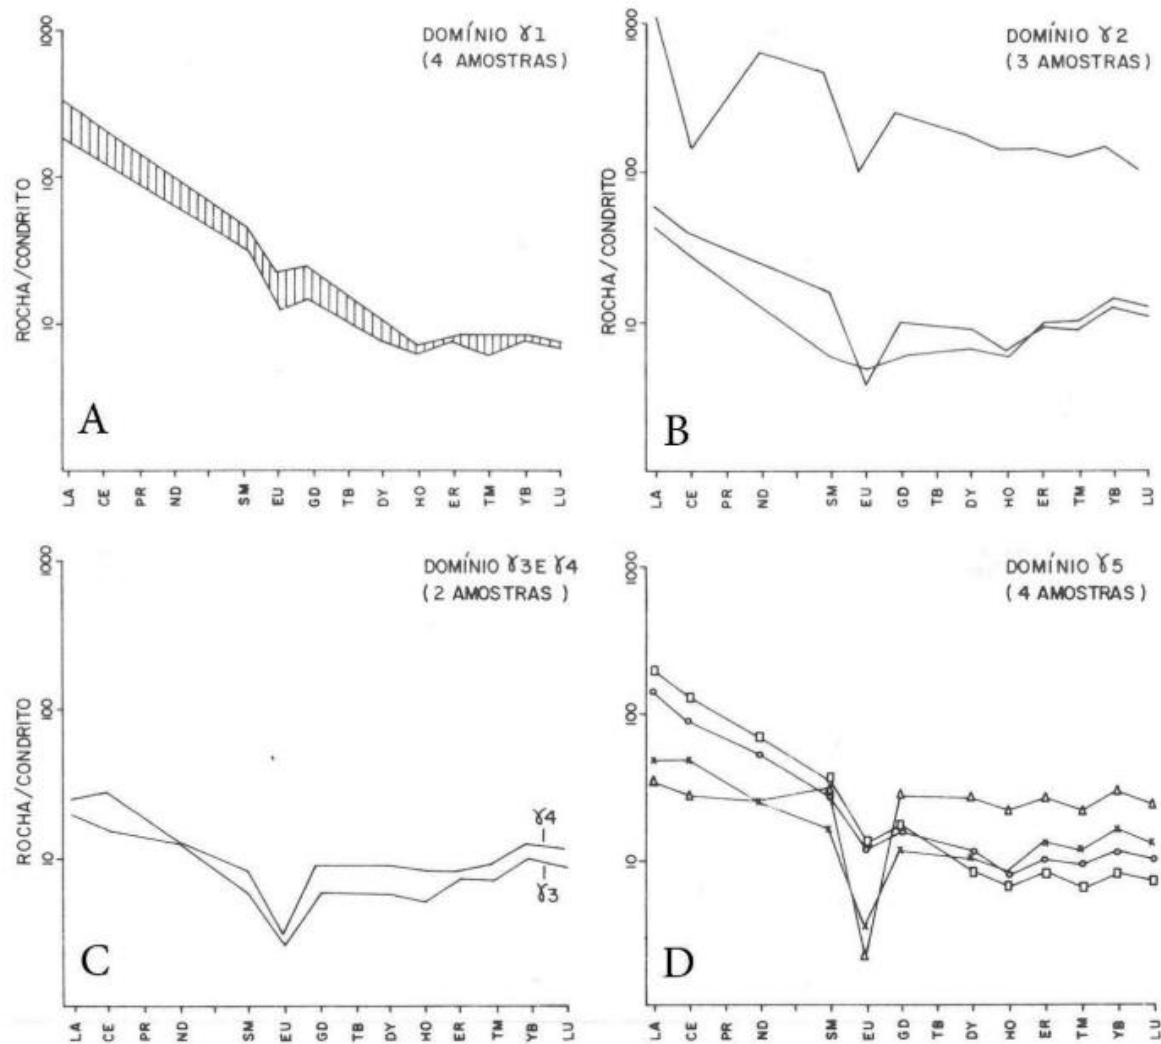 DOMÍNIO γ1
(4 AMOSTRAS)
1000
100
10
ROCHA/CONDRITO
A
LA CE PR ND SM EU GD TB DY HO ER TM YB LU
DOMÍNIO γ2
(3 AMOSTRAS)
1000
100
10
ROCHA/CONDRITO
B
LA CE PR ND SM EU GD TB DY HO ER TM YB LU
DOMÍNIO γ3 E γ4
(2 AMOSTRAS )
1000
100
10
ROCHA/CONDRITO
γ4
γ3
C
LA CE PR ND SM EU GD TB DY HO ER TM YB LU
DOMÍNIO γ5
(4 AMOSTRAS)
1000
100
10
ROCHA/CONDRITO
D
LA CE PR ND SM EU GD TB DY HO ER TM YB LU